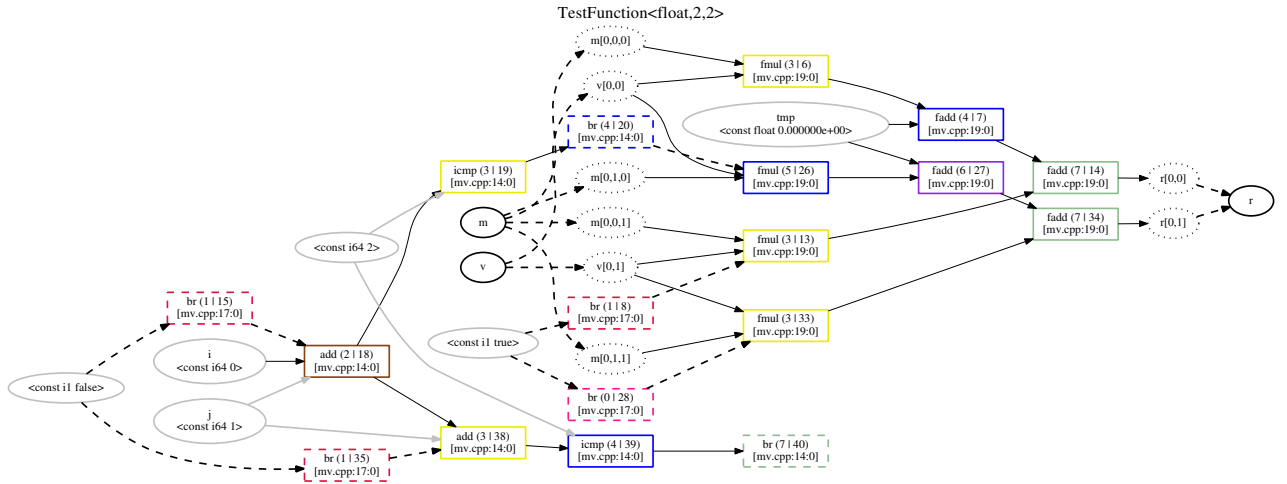 TestFunction<float,2,2>
m[0,0,0]
fmul (3 | 6)
[mv.cpp:19:0]
v[0,0]
tmp
<const float 0.000000e+00>
fadd (4 | 7)
[mv.cpp:19:0]
br (4 | 20)
[mv.cpp:14:0]
icmp (3 | 19)
[mv.cpp:14:0]
m[0,1,0]
fmul (5 | 26)
[mv.cpp:19:0]
fadd (6 | 27)
[mv.cpp:19:0]
fadd (7 | 14)
[mv.cpp:19:0]
r[0,0]
r
m
m[0,0,1]
fadd (7 | 34)
[mv.cpp:19:0]
r[0,1]
<const i64 2>
fmul (3 | 13)
[mv.cpp:19:0]
v
v[0,1]
br (1 | 15)
[mv.cpp:17:0]
br (1 | 8)
[mv.cpp:17:0]
fmul (3 | 33)
[mv.cpp:19:0]
<const i1 true>
i
<const i64 0>
add (2 | 18)
[mv.cpp:14:0]
m[0,1,1]
<const i1 false>
br (0 | 28)
[mv.cpp:17:0]
j
<const i64 1>
add (3 | 38)
[mv.cpp:14:0]
icmp (4 | 39)
[mv.cpp:14:0]
br (7 | 40)
[mv.cpp:14:0]
br (1 | 35)
[mv.cpp:17:0]